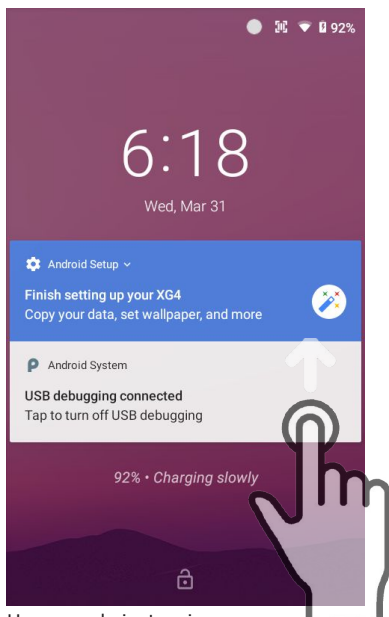 92%
6:18
Wed, Mar 31
Android Setup
Finish setting up your XG4
Copy your data, set wallpaper, and more
Android System
USB debugging connected
Tap to turn off USB debugging
92% • Charging slowly